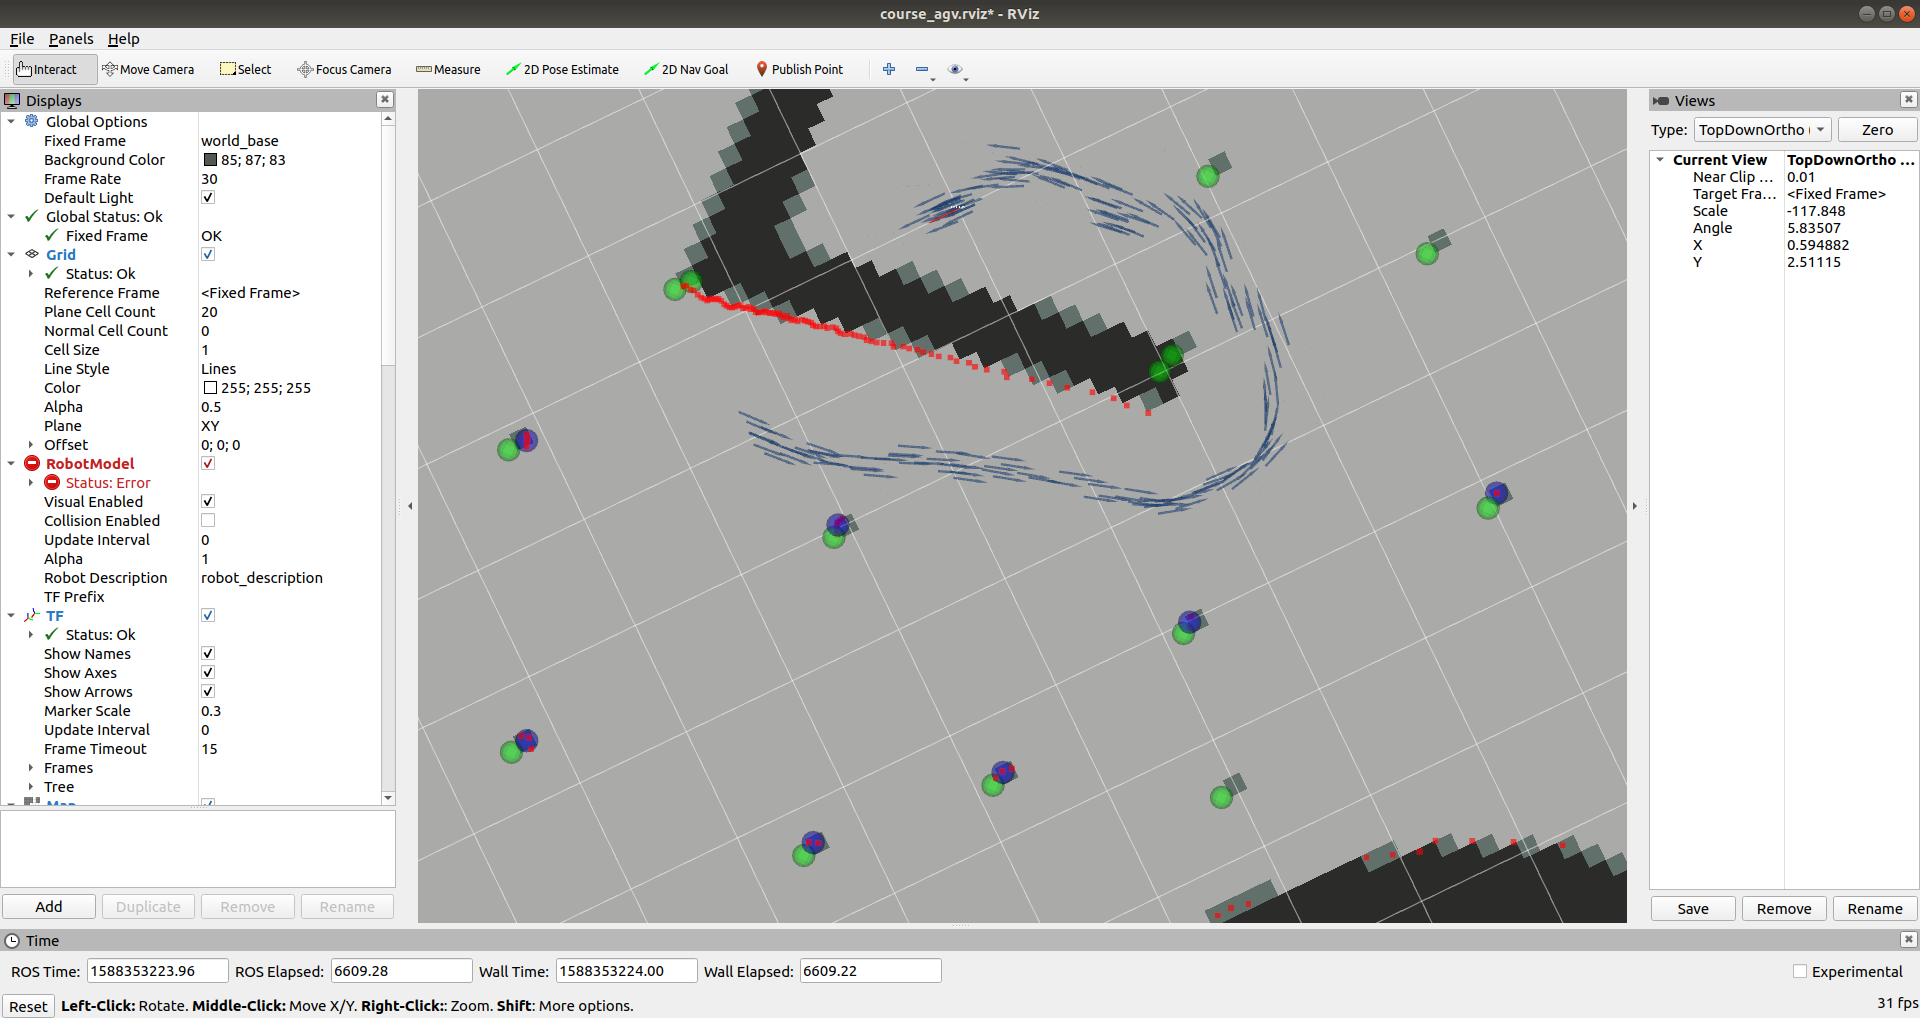 course_agv.rviz* - RViz
File Panels Help
Interact Move Camera Select Focus Camera Measure 2D Pose Estimate 2D Nav Goal Publish Point
Displays
Global Options
Fixed Frame world_base
Background Color 85; 87; 83
Frame Rate 30
Default Light
Global Status: Ok
Fixed Frame OK
Grid
Status: Ok
Reference Frame <Fixed Frame>
Plane Cell Count 20
Normal Cell Count 0
Cell Size 1
Line Style Lines
Color 255; 255; 255
Alpha 0.5
Plane XY
Offset 0; 0; 0
RobotModel
Status: Error
Visual Enabled
Collision Enabled
Update Interval 0
Alpha 1
Robot Description robot_description
TF Prefix
TF
Status: Ok
Show Names
Show Axes
Show Arrows
Marker Scale 0.3
Update Interval 0
Frame Timeout 15
Frames
Tree
Map
Add Duplicate Remove Rename
Views
Type: TopDownOrtho ( Zero
Current View TopDownOrtho ...
Near Clip ... 0.01
Target Fra... <Fixed Frame>
Scale -117.848
Angle 5.83507
X 0.594882
Y 2.51115
Save Remove Rename
Time
ROS Time: 1588353223.96 ROS Elapsed: 6609.28 Wall Time: 1588353224.00 Wall Elapsed: 6609.22 Experimental
Reset Left-Click: Rotate. Middle-Click: Move X/Y. Right-Click:: Zoom. Shift: More options. 31 fps